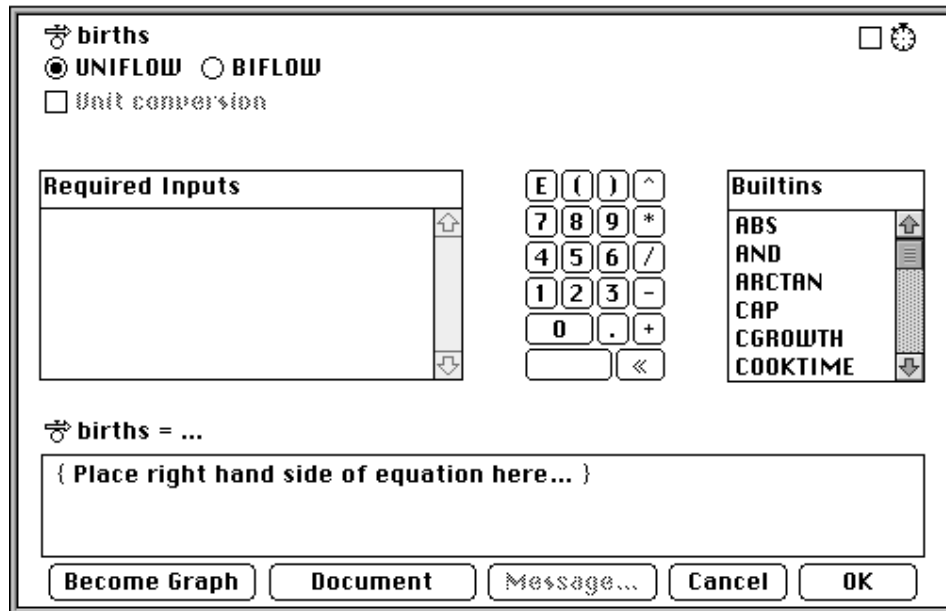 births
UNIFLOW BIFLOW
Unit conversion
Required Inputs
E ( ) ^
7 8 9 *
4 5 6 /
1 2 3 -
0 . +
«
Builtins
ABS
AND
ARCTAN
CAP
CGROWTH
COOKTIME
births = ...
{ Place right hand side of equation here... }
Become Graph Document Message... Cancel OK